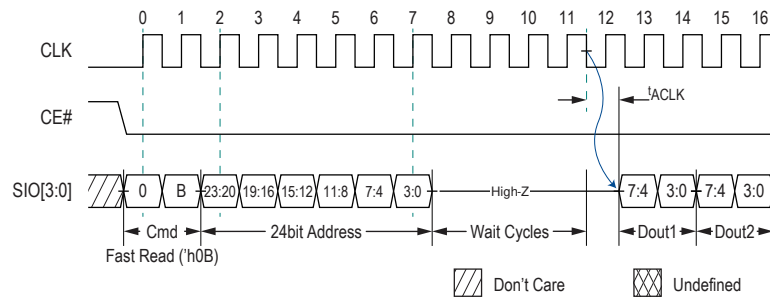 0 1 2 3 4 5 6 7 8 9 10 11 12 13 14 15 16
CLK
tACLK
CE#
SIO[3:0] 0 B 23:20 19:16 15:12 11:8 7:4 3:0 High-Z 7:4 3:0 7:4 3:0
Cmd 24bit Address Wait Cycles Dout1 Dout2
Fast Read ('h0B)
Don't Care Undefined